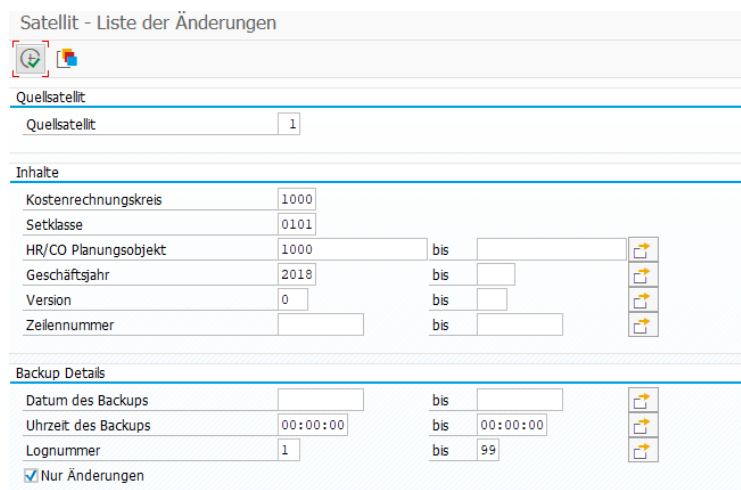 Satellit - Liste der Änderungen
Quellsatellit
Quellsatellit 1
Inhalte
Kostenrechnungskreis 1000
Setklasse 0101
HR/CO Planungsobjekt 1000 bis
Geschäftsjahr 2018 bis
Version 0 bis
Zeilennummer bis
Backup Details
Datum des Backups bis
Uhrzeit des Backups 00:00:00 bis 00:00:00
Lognummer 1 bis 99
Nur Änderungen